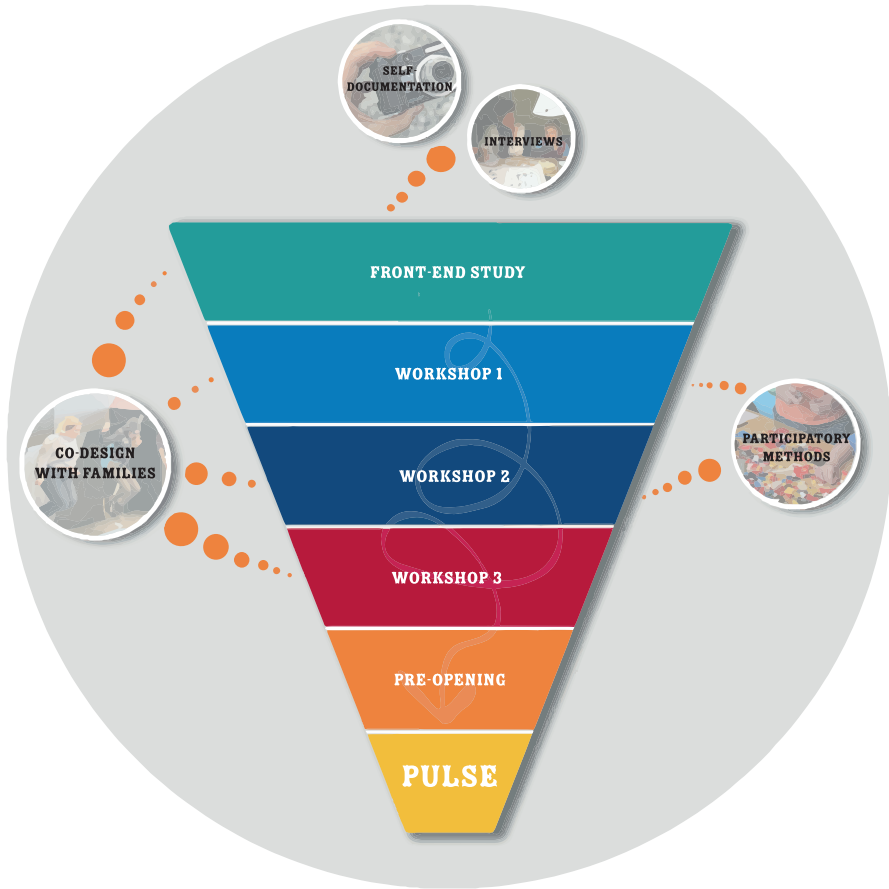 SELF-
DOCUMENTATION
INTERVIEWS
FRONT-END STUDY
WORKSHOP 1
CO-DESIGN
WITH FAMILIES
PARTICIPATORY
METHODS
WORKSHOP 2
WORKSHOP 3
PRE-OPENING
PULSE